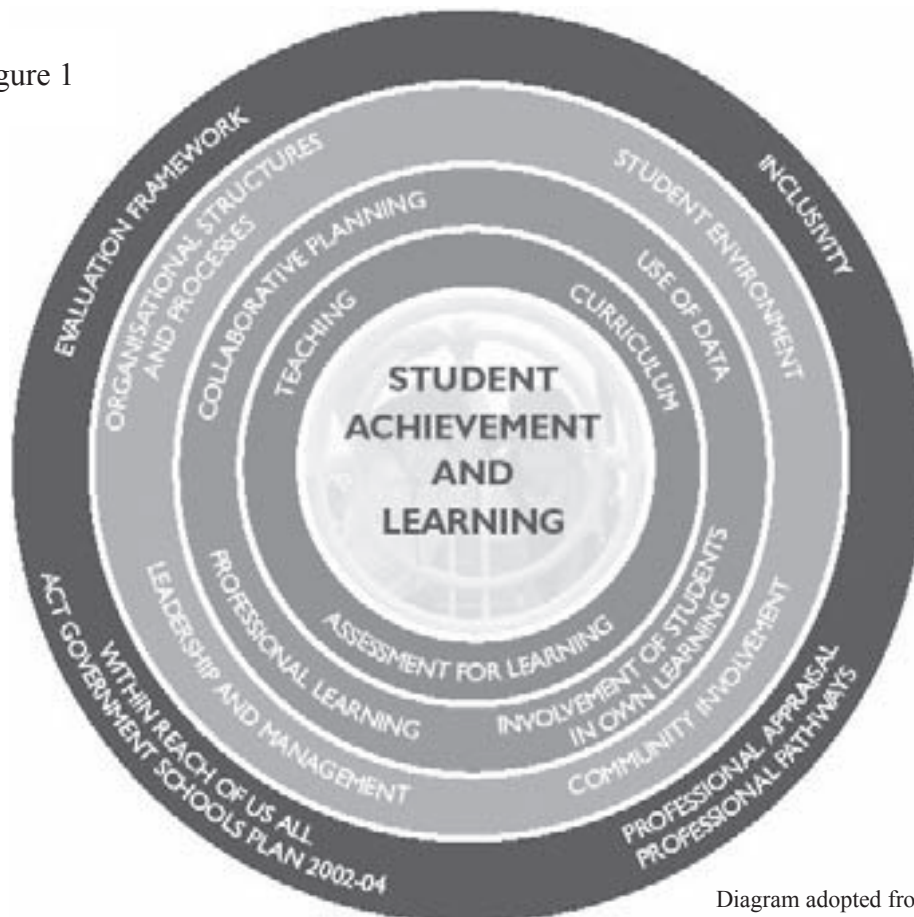 gure 1
EVALUATION FRAMEWORK
INCLUSIVITY
ORGANISATIONAL STRUCTURES
AND PROCESSES
STUDENT ENVIRONMENT
COLLABORATIVE PLANNING
USE OF DATA
TEACHING
CURRICULUM
STUDENT
ACHIEVEMENT
AND
LEARNING
ASSESSMENT FOR LEARNING
PROFESSIONAL LEARNING
INVOLVEMENT OF STUDENTS
IN OWN LEARNING
LEADERSHIP AND MANAGEMENT
COMMUNITY INVOLVEMENT
WITHIN REACH OF US ALL
ACT GOVERNMENT SCHOOLS PLAN 2002-04
PROFESSIONAL APPRAISAL
PROFESSIONAL PATHWAYS
Diagram adopted fro